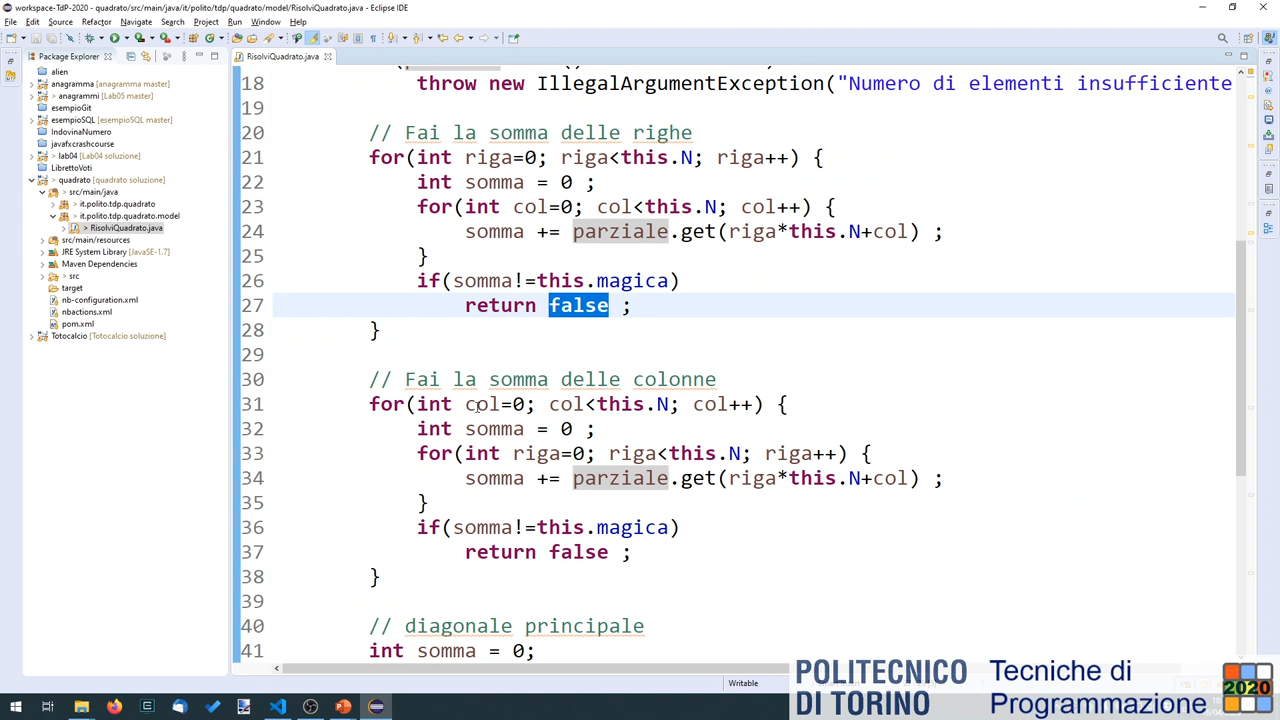 workspace-TdP-2020 - quadrato/src/main/java/it/polito/tdp/quadrato/model/RisolviQuadrato.java - Eclipse IDE
File Edit Source Refactor Navigate Search Project Run Window Help
Package Explorer
RisolviQuadrato.java
alien
anagramma [anagramma master]
> anagrammi [Lab05 master]
esempioGit
esempioSQL [esempioSQL master]
IndovinaNumero
javafxcrashcourse
> lab04 [Lab04 soluzione]
LibrettoVoti
> quadrato [quadrato soluzione]
> src/main/java
> it.polito.tdp.quadrato
> it.polito.tdp.quadrato.model
> RisolviQuadrato.java
src/main/resources
JRE System Library [JavaSE-1.7]
Maven Dependencies
> src
target
nb-configuration.xml
nbactions.xml
pom.xml
Totocalcio [Totocalcio soluzione]
18 throw new IllegalArgumentException("Numero di elementi insufficiente
19
20 // Fai la somma delle righe
21 for(int riga=0; riga<this.N; riga++) {
22 int somma = 0 ;
23 for(int col=0; col<this.N; col++) {
24 somma += parziale.get(riga*this.N+col) ;
25 }
26 if(somma!=this.magica)
27 return false ;
28 }
29
30 // Fai la somma delle colonne
31 for(int col=0; col<this.N; col++) {
32 int somma = 0 ;
33 for(int riga=0; riga<this.N; riga++) {
34 somma += parziale.get(riga*this.N+col) ;
35 }
36 if(somma!=this.magica)
37 return false ;
38 }
39
40 // diagonale principale
41 int somma = 0;
Writable
POLITECNICO
DI TORINO
Tecniche di
Programmazione
2020